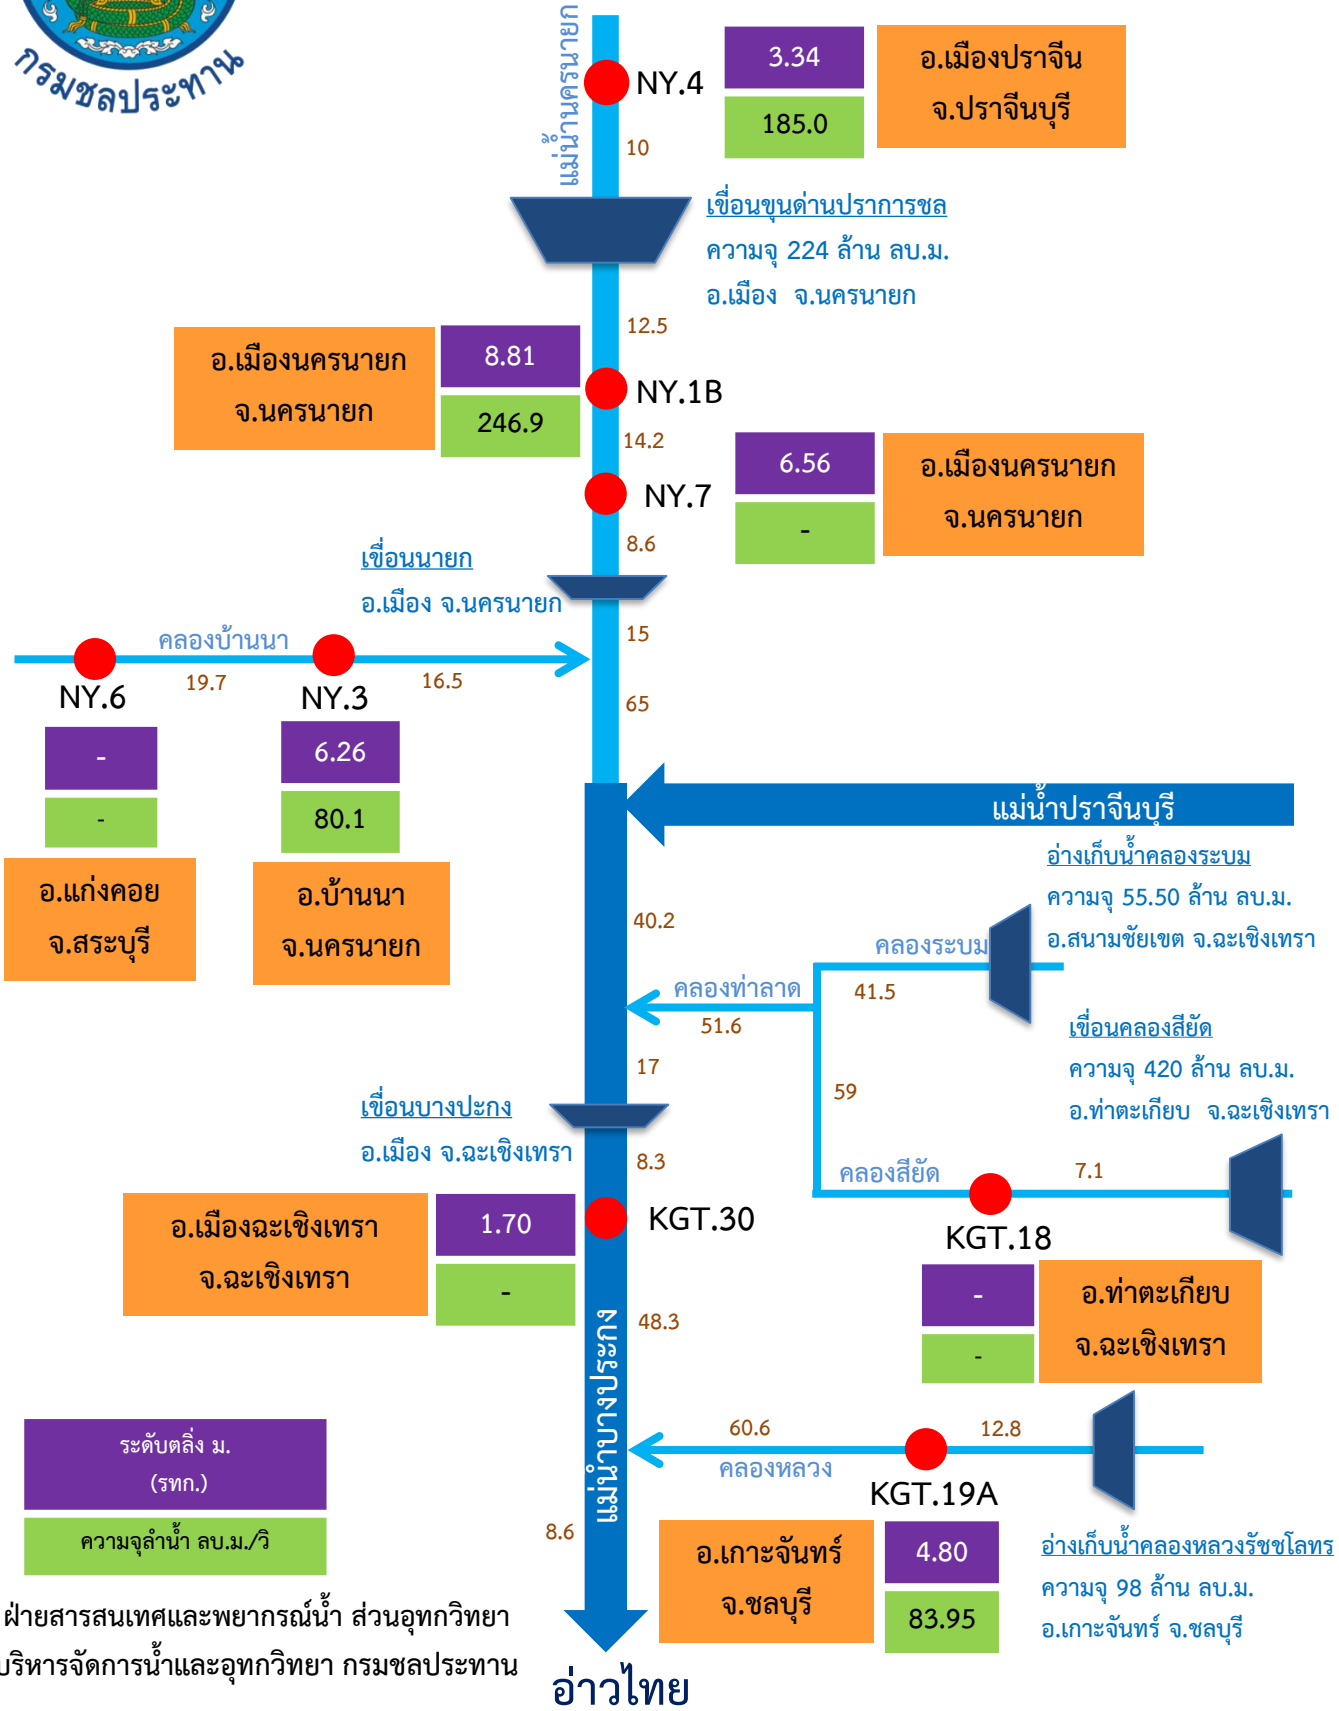 กรมชลประทาน
แม่น้ำนครนายก
NY.4
3.34
185.0
อ.เมืองปราจีน
จ.ปราจีนบุรี
10
เขื่อนขุนด่านปราการชล
ความจุ 224 ล้าน ลบ.ม.
อ.เมือง จ.นครนายก
12.5
อ.เมืองนครนายก
จ.นครนายก
8.81
246.9
NY.1B
14.2
NY.7
6.56
-
อ.เมืองนครนายก
จ.นครนายก
8.6
เขื่อนนายก
อ.เมือง จ.นครนายก
15
คลองบ้านนา
19.7
16.5
NY.6
NY.3
65
-
-
6.26
80.1
อ.แก่งคอย
จ.สระบุรี
อ.บ้านนา
จ.นครนายก
แม่น้ำปราจีนบุรี
อ่างเก็บน้ำคลองระบม
ความจุ 55.50 ล้าน ลบ.ม.
อ.สนามชัยเขต จ.ฉะเชิงเทรา
40.2
คลองระบม
41.5
คลองท่าลาด
51.6
เขื่อนคลองสียัด
ความจุ 420 ล้าน ลบ.ม.
อ.ท่าตะเกียบ จ.ฉะเชิงเทรา
17
59
เขื่อนบางปะกง
อ.เมือง จ.ฉะเชิงเทรา
8.3
คลองสียัด
7.1
อ.เมืองฉะเชิงเทรา
จ.ฉะเชิงเทรา
1.70
-
KGT.30
KGT.18
-
-
อ.ท่าตะเกียบ
จ.ฉะเชิงเทรา
48.3
แม่น้ำบางประกง
60.6
12.8
คลองหลวง
KGT.19A
ระดับตลิ่ง ม.
(รทก.)
ความจุลำน้ำ ลบ.ม./วิ
8.6
อ.เกาะจันทร์
จ.ชลบุรี
4.80
83.95
อ่างเก็บน้ำคลองหลวงรัชชโลทร
ความจุ 98 ล้าน ลบ.ม.
อ.เกาะจันทร์ จ.ชลบุรี
ฝ่ายสารสนเทศและพยากรณ์น้ำ ส่วนอุทกวิทยา
บริหารจัดการน้ำและอุทกวิทยา กรมชลประทาน
อ่าวไทย